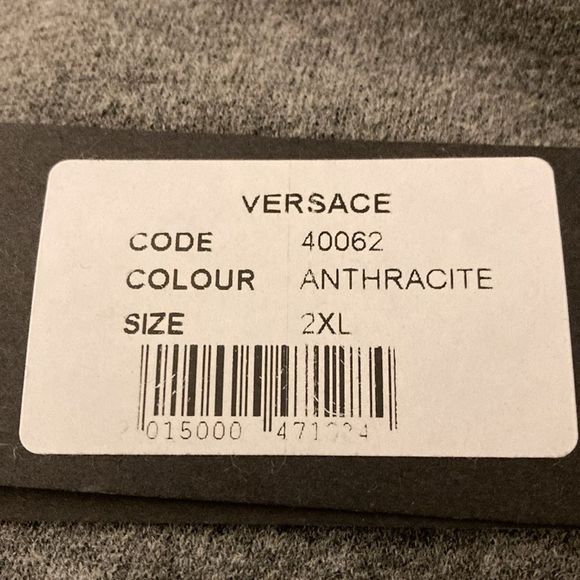 VERSACE
CODE 40062
COLOUR ANTHRACITE
SIZE 2XL
015000